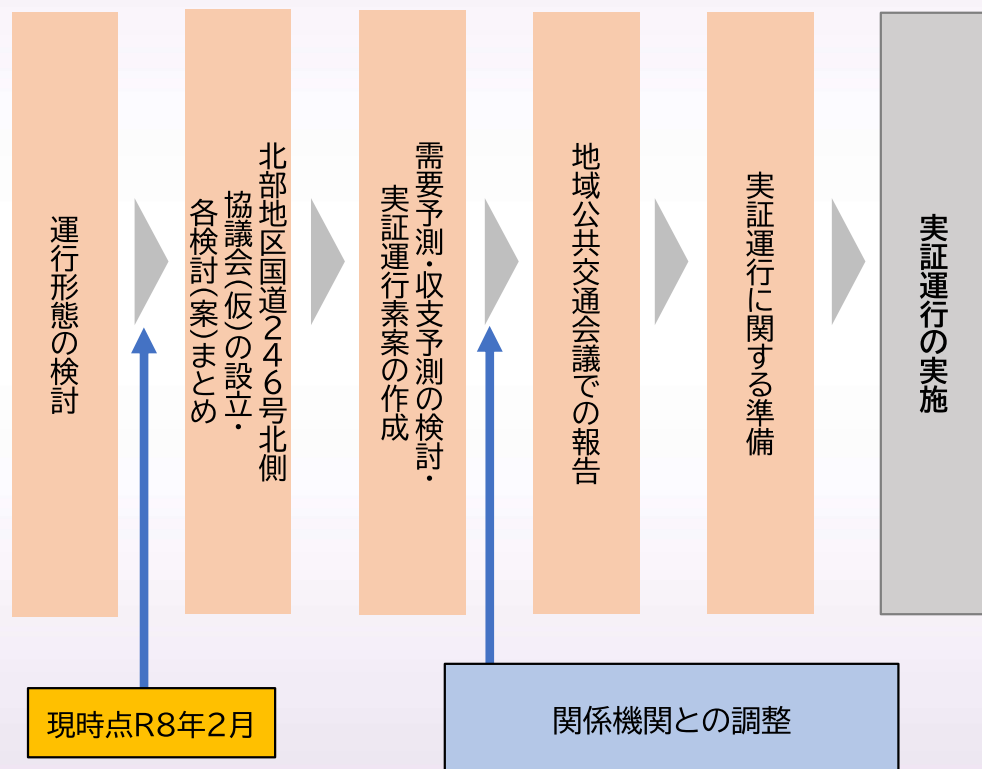 運行形態の検討
北部地区国道２４６号北側
協議会（仮）の設立・
各検討（案）まとめ
需要予測・収支予測の検討・
実証運行素案の作成
地域公共交通会議での報告
実証運行に関する準備
実証運行の実施
現時点R8年2月
関係機関との調整